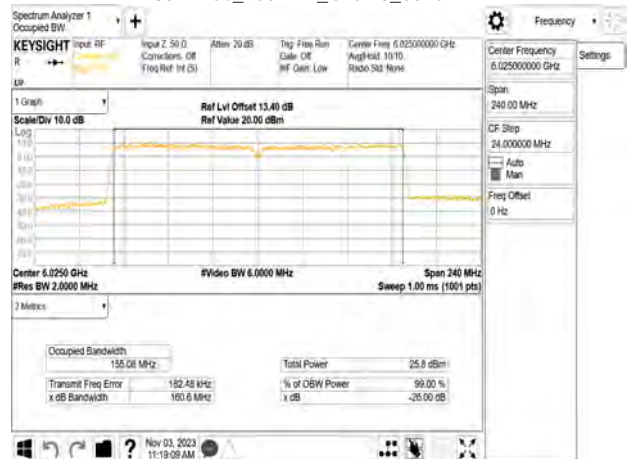 Spectrum Analyzer 1
Occupied BW
+
Frequency
KEYSIGHT
R
Input: RF
Input Z: 50 Ω
Corrections: Off
Freq Ref: Int (S)
Atten: 20 dB
Trig: Free Run
Gate: Off
#IF Gain: Low
Center Freq: 6.025000000 GHz
Avg|Hold: 10/10
Radio Std: None
Center Frequency
6.025000000 GHz
Settings
Span
240.00 MHz
CF Step
24.000000 MHz
Auto
Man
Freq Offset
0 Hz
1 Graph
Scale/Div 10.0 dB
Ref Lvl Offset 13.40 dB
Ref Value 20.00 dBm
Log
10.0
0.00
Center 6.0250 GHz
#Res BW 2.0000 MHz
#Video BW 6.0000 MHz
Span 240 MHz
Sweep 1.00 ms (1001 pts)
2 Metrics
Occupied Bandwidth
155.08 MHz
Total Power
25.8 dBm
Transmit Freq Error
182.48 kHz
% of OBW Power
99.00 %
x dB Bandwidth
160.6 MHz
x dB
-26.00 dB
?
Nov 03, 2023
11:19:09 AM